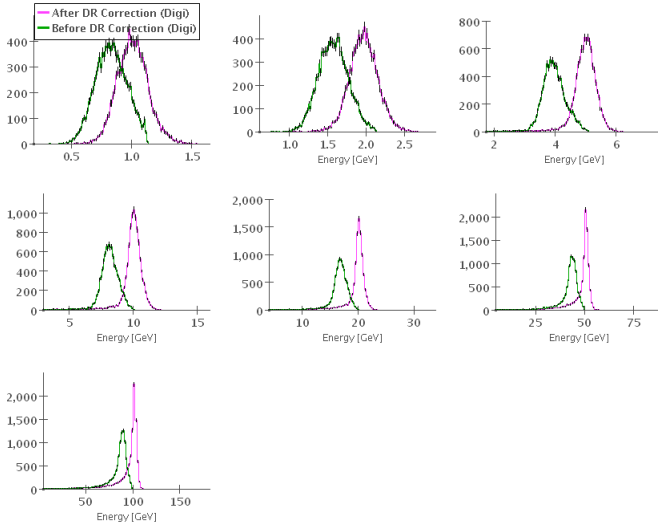 After DR Correction (Digi)
Before DR Correction (Digi)
400
300
200
100
0
0.5 1.0 1.5
400
300
200
100
0
1.0 1.5 2.0 2.5
Energy [GeV]
800
600
400
200
0
2 4 6
Energy [GeV]
1,000
800
600
400
200
0
5 10 15
Energy [GeV]
2,000
1,500
1,000
500
0
10 20 30
Energy [GeV]
2,000
1,500
1,000
500
0
25 50 75
Energy [GeV]
2,000
1,500
1,000
500
0
50 100 150
Energy [GeV]